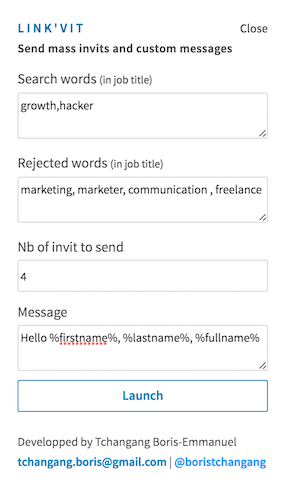 LINK'VIT Close
Send mass invits and custom messages
Search words (in job title)
growth,hacker
Rejected words (in job title)
marketing, marketer, communication , freelance
Nb of invit to send
4
Message
Hello %firstname%, %lastname%, %fullname%
Launch
Developped by Tchangang Boris-Emmanuel
tchangang.boris@gmail.com | @boristchangang